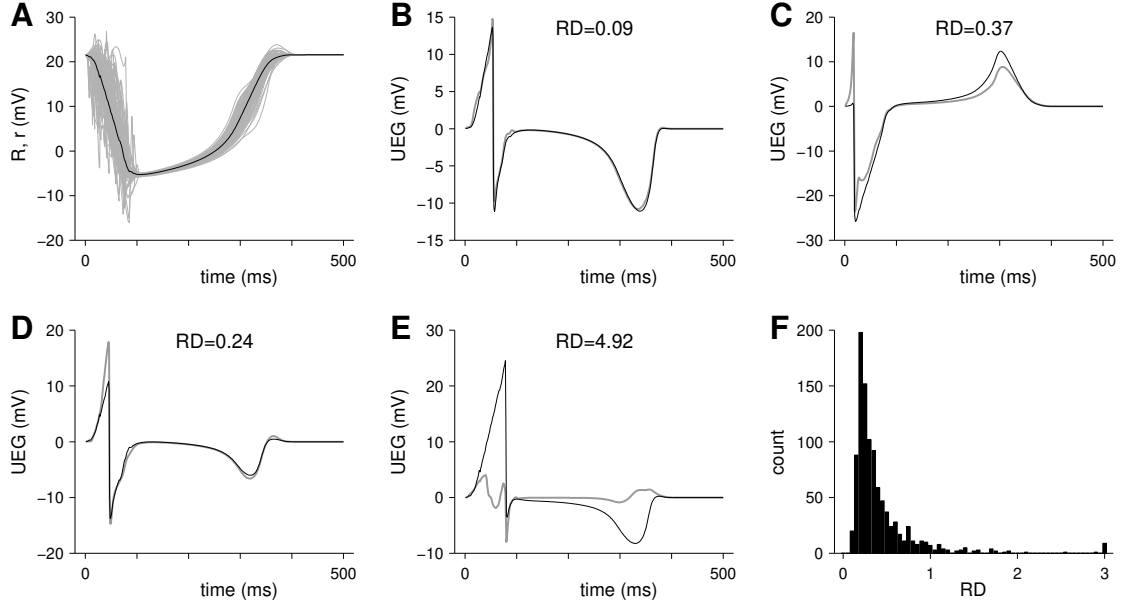 A
30
20
10
0
−10
−20
R, r (mV)
0
500
time (ms)
B
RD=0.09
15
10
5
0
−5
−10
−15
UEG (mV)
0
500
time (ms)
C
RD=0.37
20
10
0
−10
−20
−30
UEG (mV)
0
500
time (ms)
D
RD=0.24
20
10
0
−10
−20
UEG (mV)
0
500
time (ms)
E
RD=4.92
30
20
10
0
−10
UEG (mV)
0
500
time (ms)
F
200
150
100
50
0
count
0
1
2
3
RD